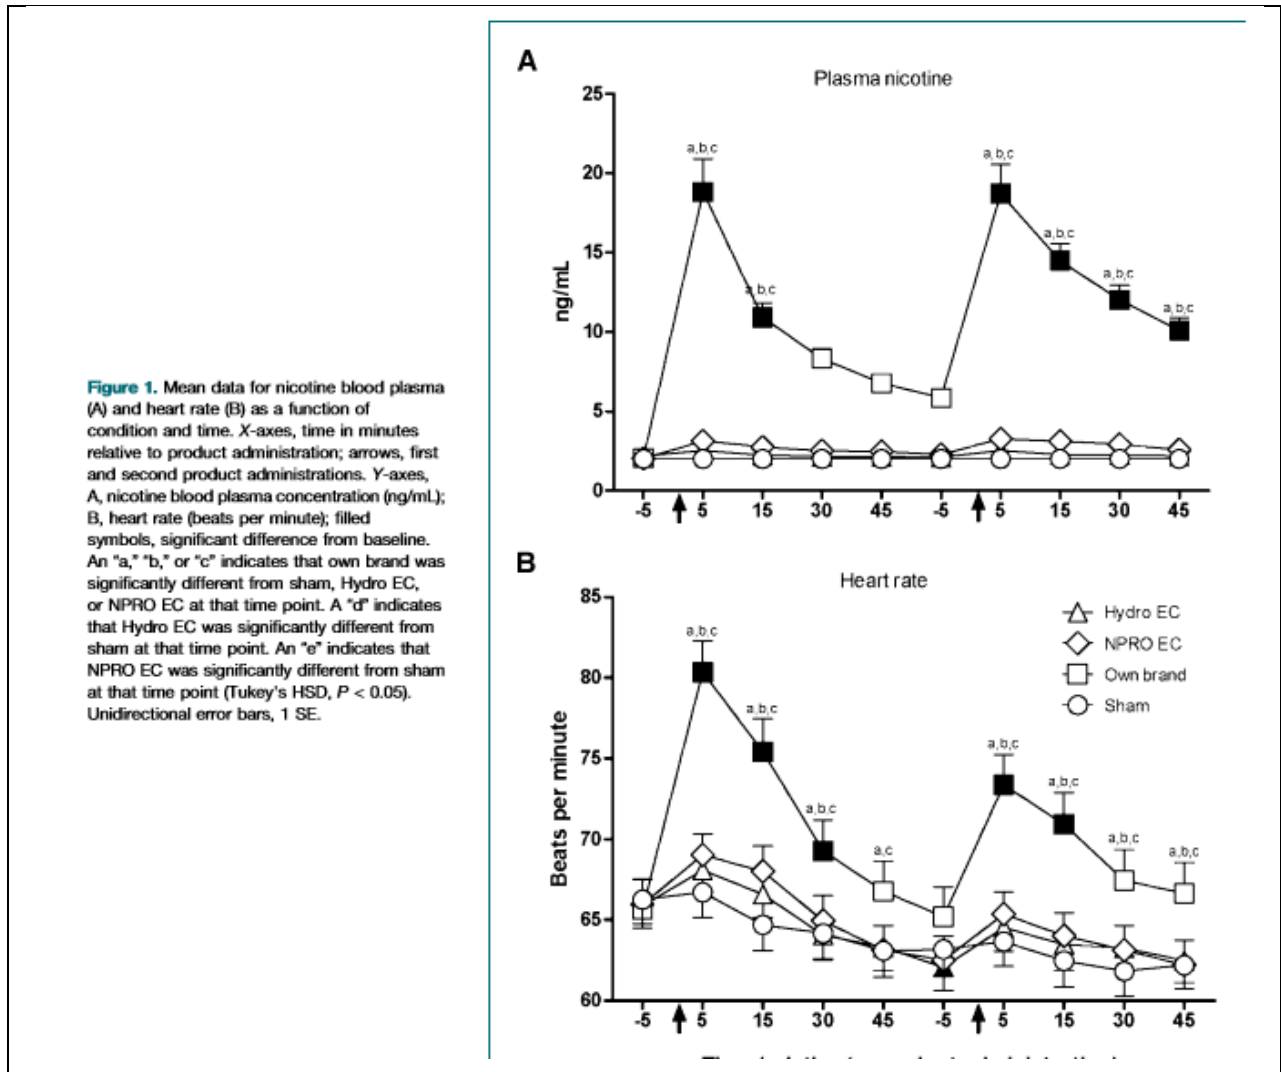 Figure 1. Mean data for nicotine blood plasma
(A) and heart rate (B) as a function of
condition and time. X-axes, time in minutes
relative to product administration; arrows, first
and second product administrations. Y-axes,
A, nicotine blood plasma concentration (ng/mL);
B, heart rate (beats per minute); filled
symbols, significant difference from baseline.
An "a," "b," or "c" indicates that own brand was
significantly different from sham, Hydro EC,
or NPRO EC at that time point. A "d" indicates
that Hydro EC was significantly different from
sham at that time point. An "e" indicates that
NPRO EC was significantly different from sham
at that time point (Tukey's HSD, P < 0.05).
Unidirectional error bars, 1 SE.
A
Plasma nicotine
25
20
15
10
5
0
ng/mL
a,b,c
a,b,c
a,b,c
a,b,c
a,b,c
a,b,c
-5 5 15 30 45 -5 5 15 30 45
B
Heart rate
85
80
75
70
65
60
Beats per minute
Hydro EC
NPRO EC
Own brand
Sham
a,b,c
a,b,c
a,b,c
a,c
a,b,c
a,b,c
a,b,c
a,b,c
-5 5 15 30 45 -5 5 15 30 45